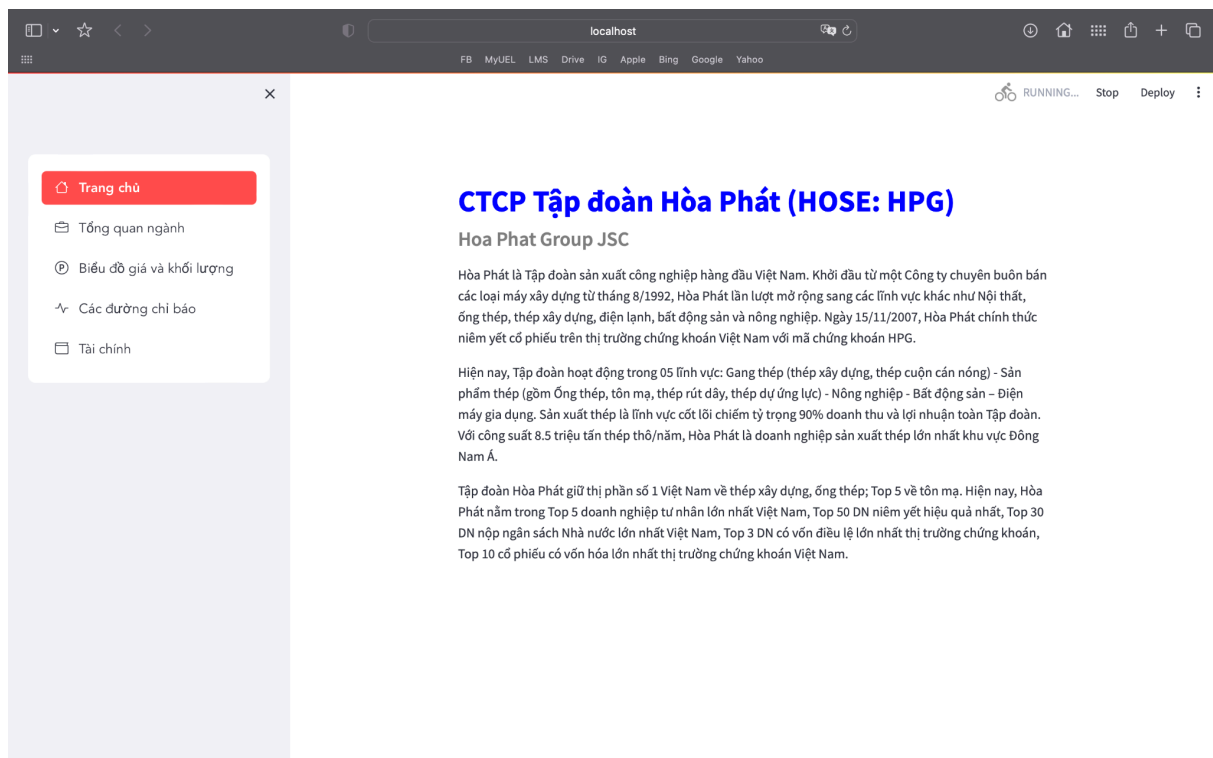 localhost
FB MyUEL LMS Drive IG Apple Bing Google Yahoo
RUNNING... Stop Deploy
Trang chủ
Tổng quan ngành
Biểu đồ giá và khối lượng
Các đường chỉ báo
Tài chính
CTCP Tập đoàn Hòa Phát (HOSE: HPG)
Hoa Phat Group JSC
Hòa Phát là Tập đoàn sản xuất công nghiệp hàng đầu Việt Nam. Khởi đầu từ một Công ty chuyên buôn bán
các loại máy xây dựng từ tháng 8/1992, Hòa Phát lần lượt mở rộng sang các lĩnh vực khác như Nội thất,
ống thép, thép xây dựng, điện lạnh, bất động sản và nông nghiệp. Ngày 15/11/2007, Hòa Phát chính thức
niêm yết cổ phiếu trên thị trường chứng khoán Việt Nam với mã chứng khoán HPG.
Hiện nay, Tập đoàn hoạt động trong 05 lĩnh vực: Gang thép (thép xây dựng, thép cuộn cán nóng) - Sản
phẩm thép (gồm Ống thép, tôn mạ, thép rút dây, thép dự ứng lực) - Nông nghiệp - Bất động sản – Điện
máy gia dụng. Sản xuất thép là lĩnh vực cốt lõi chiếm tỷ trọng 90% doanh thu và lợi nhuận toàn Tập đoàn.
Với công suất 8.5 triệu tấn thép thô/năm, Hòa Phát là doanh nghiệp sản xuất thép lớn nhất khu vực Đông
Nam Á.
Tập đoàn Hòa Phát giữ thị phần số 1 Việt Nam về thép xây dựng, ống thép; Top 5 về tôn mạ. Hiện nay, Hòa
Phát nằm trong Top 5 doanh nghiệp tư nhân lớn nhất Việt Nam, Top 50 DN niêm yết hiệu quả nhất, Top 30
DN nộp ngân sách Nhà nước lớn nhất Việt Nam, Top 3 DN có vốn điều lệ lớn nhất thị trường chứng khoán,
Top 10 cổ phiếu có vốn hóa lớn nhất thị trường chứng khoán Việt Nam.